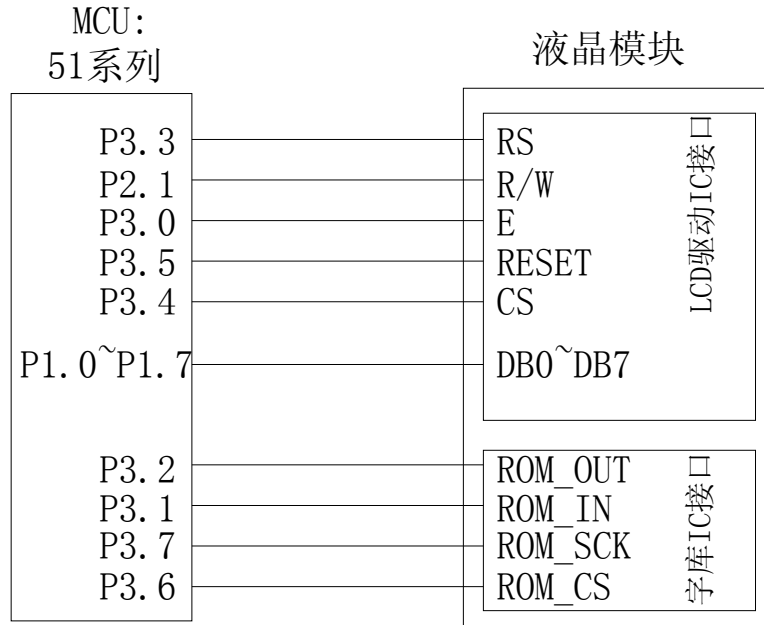 MCU:
51系列
液晶模块
P3.3
RS
P2.1
R/W
P3.0
E
P3.5
RESET
P3.4
CS
P1.0~P1.7
DB0~DB7
LCD驱动IC接口
P3.2
ROM_OUT
P3.1
ROM_IN
P3.7
ROM_SCK
P3.6
ROM_CS
字库IC接口